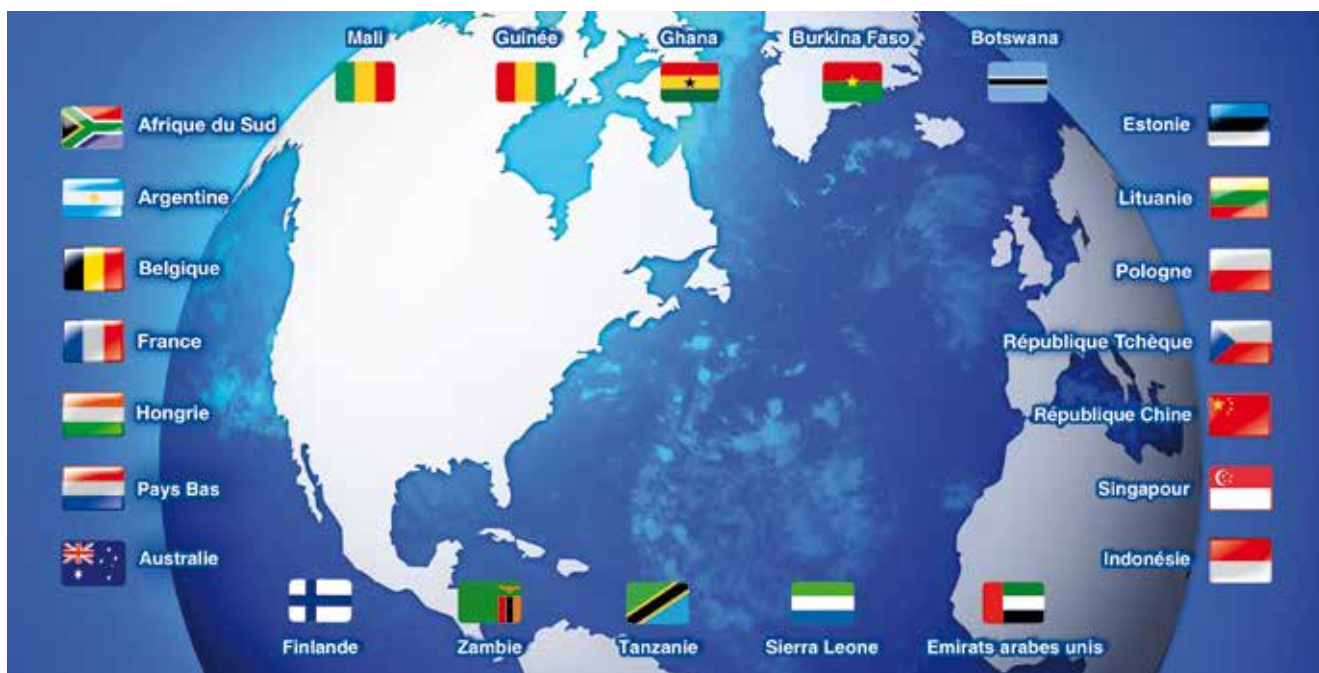 Mali
Guinée
Ghana
Burkina Faso
Botswana
Afrique du Sud
Argentine
Belgique
France
Hongrie
Pays Bas
Australie
Estonie
Lituanie
Pologne
République Tchèque
République Chine
Singapour
Indonésie
Finlande
Zambie
Tanzanie
Sierra Leone
Emirats arabes unis